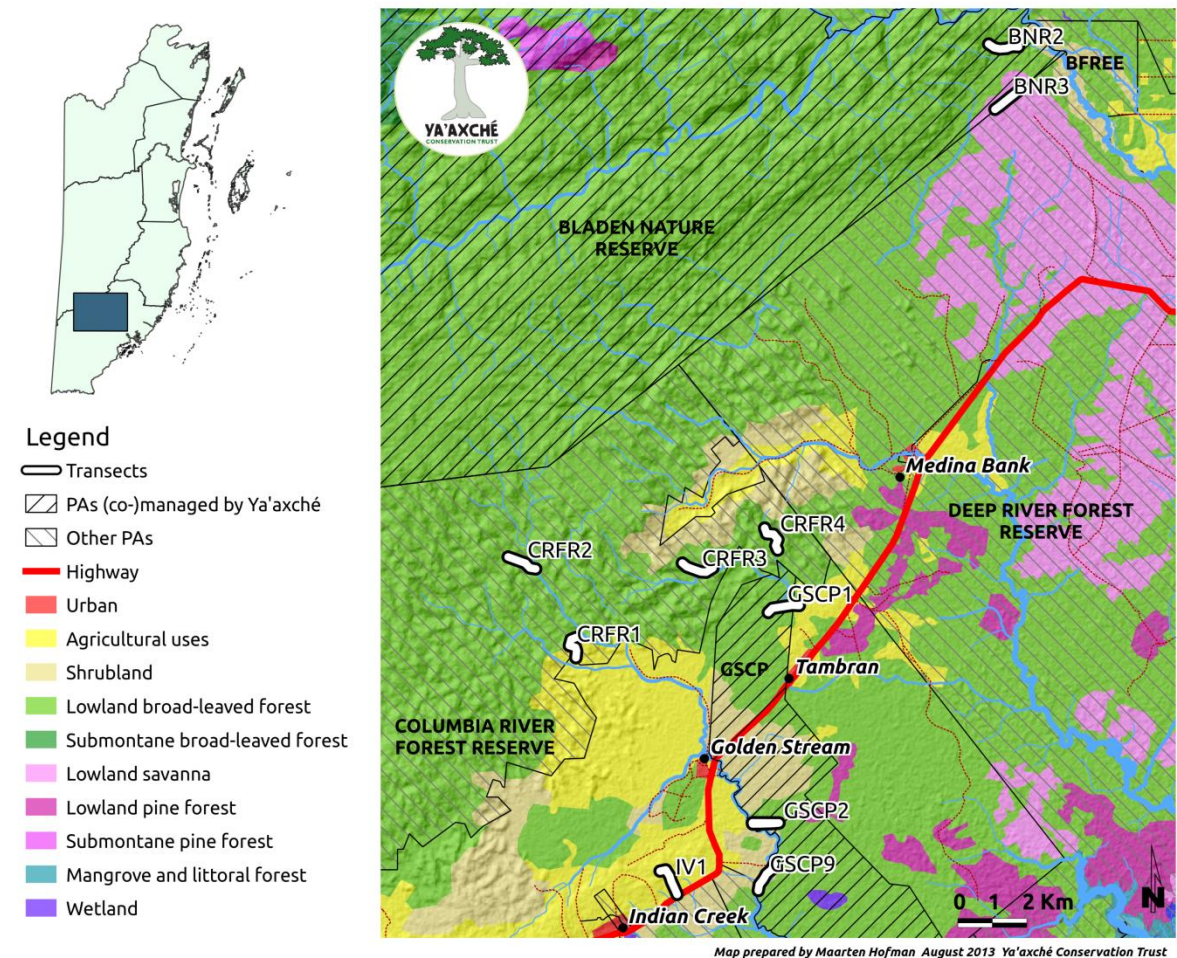 YA'AXCHÉ
CONSERVATION TRUST
BNR2
BFREE
BNR3
BLADEN NATURE
RESERVE
Medina Bank
DEEP RIVER FOREST
RESERVE
CRFR4
CRFR2
CRFR3
GSCP1
CRFR1
GSCP
Tambran
COLUMBIA RIVER
FOREST RESERVE
Golden Stream
GSCP2
IV1
GSCP9
Indian Creek
0 1 2 Km
N
Legend
Transects
PAs (co-)managed by Ya'axché
Other PAs
Highway
Urban
Agricultural uses
Shrubland
Lowland broad-leaved forest
Submontane broad-leaved forest
Lowland savanna
Lowland pine forest
Submontane pine forest
Mangrove and littoral forest
Wetland
Map prepared by Maarten Hofman August 2013 Ya'axché Conservation Trust